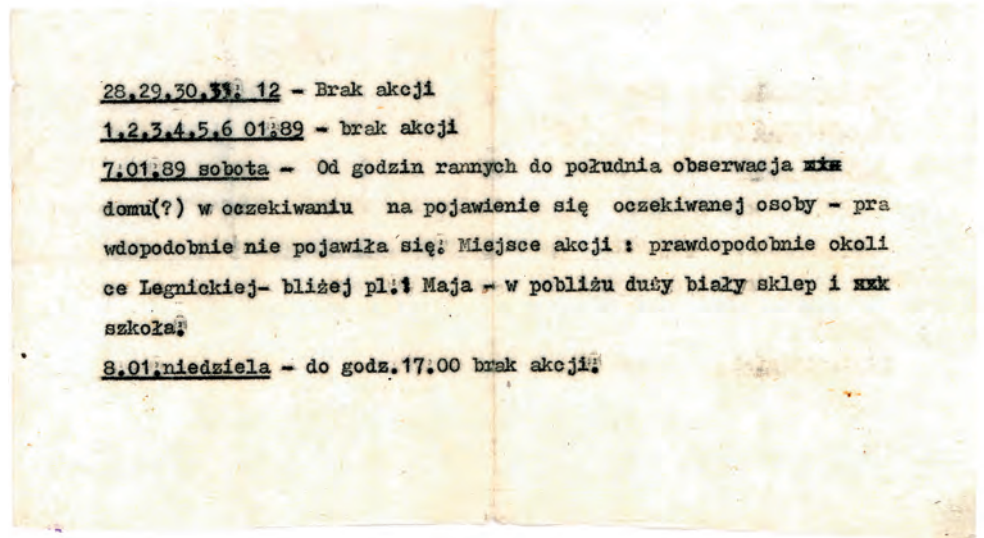 28,29,30,31. 12 - Brak akcji
1,2,3,4,5,6 01.89 - brak akcji
7.01.89 sobota - Od godzin rannych do południa obserwacja
domu(?) w oczekiwaniu na pojawienie się oczekiwanej osoby - pra
wdopodobnie nie pojawiła się. Miejsce akcji : prawdopodobnie okoli
ce Legnickiej- bliżej pl.1 Maja - w pobliżu duży biały sklep i
szkoła.
8.01.niedziela - do godz.17.00 brak akcji.